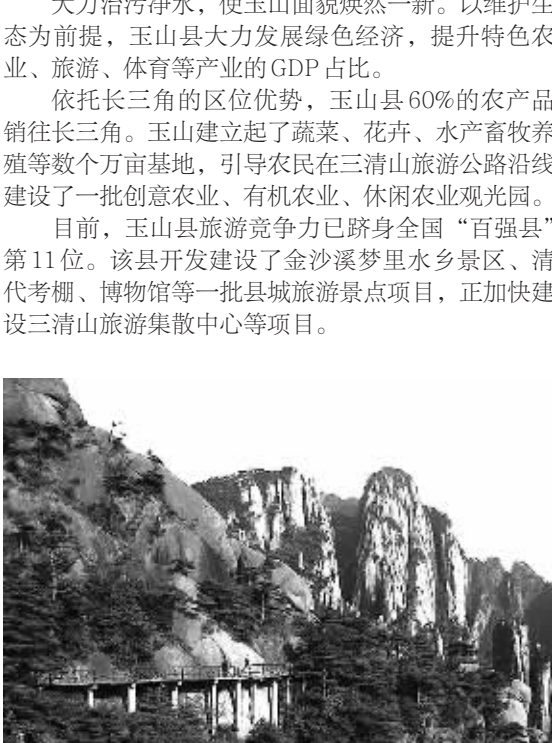 大力治污净水，使玉山面貌焕然一新。以维护生
态为前提，玉山县大力发展绿色经济，提升特色农
业、旅游、体育等产业的GDP占比。
依托长三角的区位优势，玉山县60%的农产品
销往长三角。玉山建立起了蔬菜、花卉、水产畜牧养
殖等数个万亩基地，引导农民在三清山旅游公路沿线
建设了一批创意农业、有机农业、休闲农业观光园。
目前，玉山县旅游竞争力已跻身全国“百强县”
第11位。该县开发建设了金沙溪梦里水乡景区、清
代考棚、博物馆等一批县城旅游景点项目，正加快建
设三清山旅游集散中心等项目。